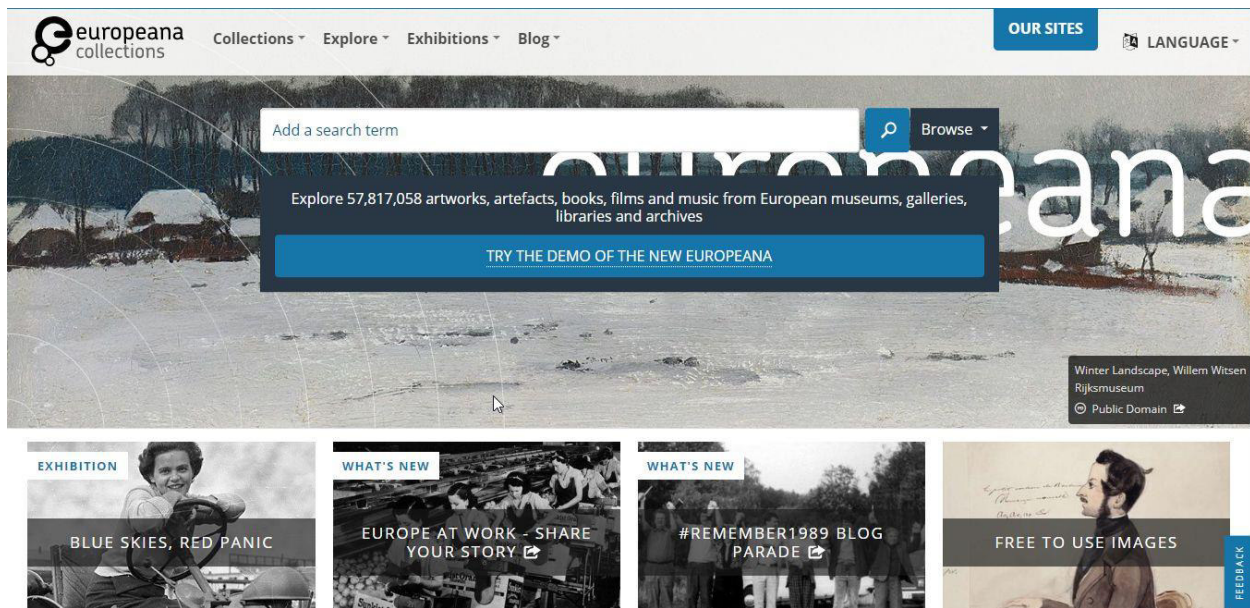 europeana
collections
Collections
Explore
Exhibitions
Blog
OUR SITES
LANGUAGE
Add a search term
Browse
europeana
Explore 57,817,058 artworks, artefacts, books, films and music from European museums, galleries,
libraries and archives
TRY THE DEMO OF THE NEW EUROPEANA
Winter Landscape, Willem Witsen
Rijksmuseum
Public Domain
EXHIBITION
BLUE SKIES, RED PANIC
WHAT'S NEW
EUROPE AT WORK - SHARE
YOUR STORY
WHAT'S NEW
#REMEMBER1989 BLOG
PARADE
FREE TO USE IMAGES
FEEDBACK